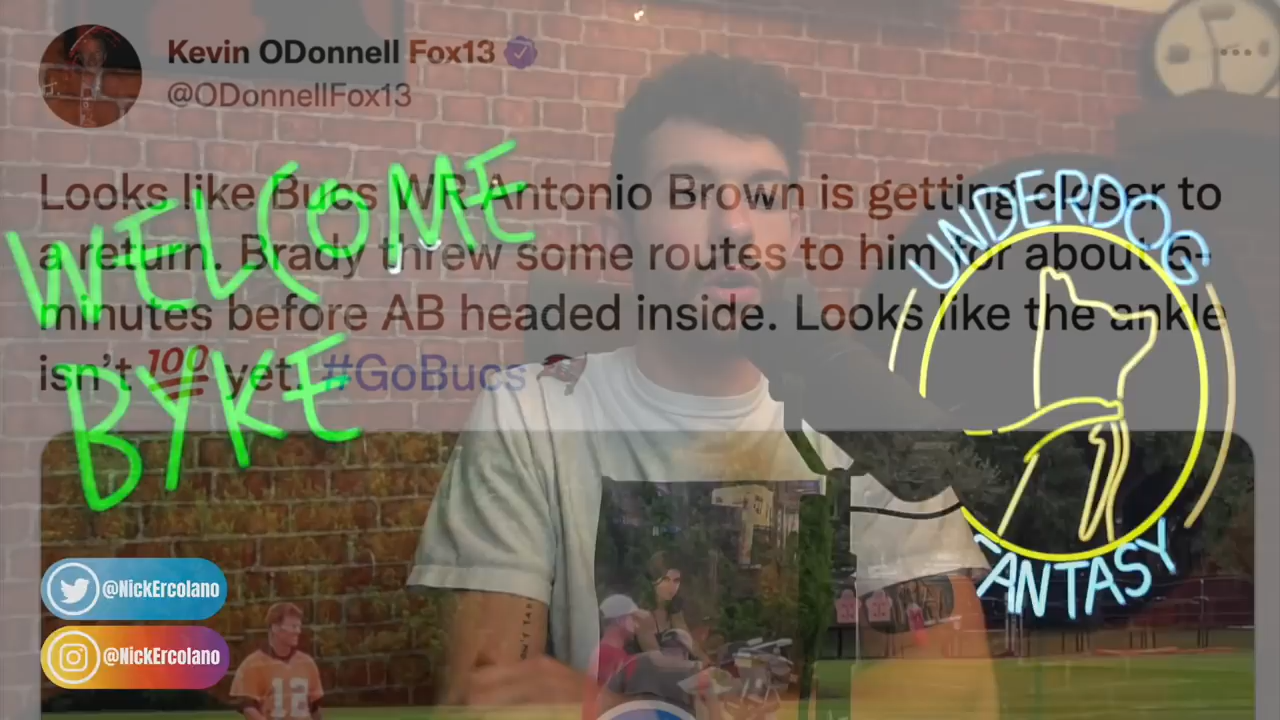 Kevin ODonnell Fox13
@ODonnellFox13
Looks like Bucs WR Antonio Brown is getting closer to
a return. Brady threw some routes to him for about 5-
minutes before AB headed inside. Looks like the ankle
isn't 💯 yet. #GoBucs
WELCOME
BYKE
UNDERDOG
FANTASY
@NickErcolano
@NickErcolano
12